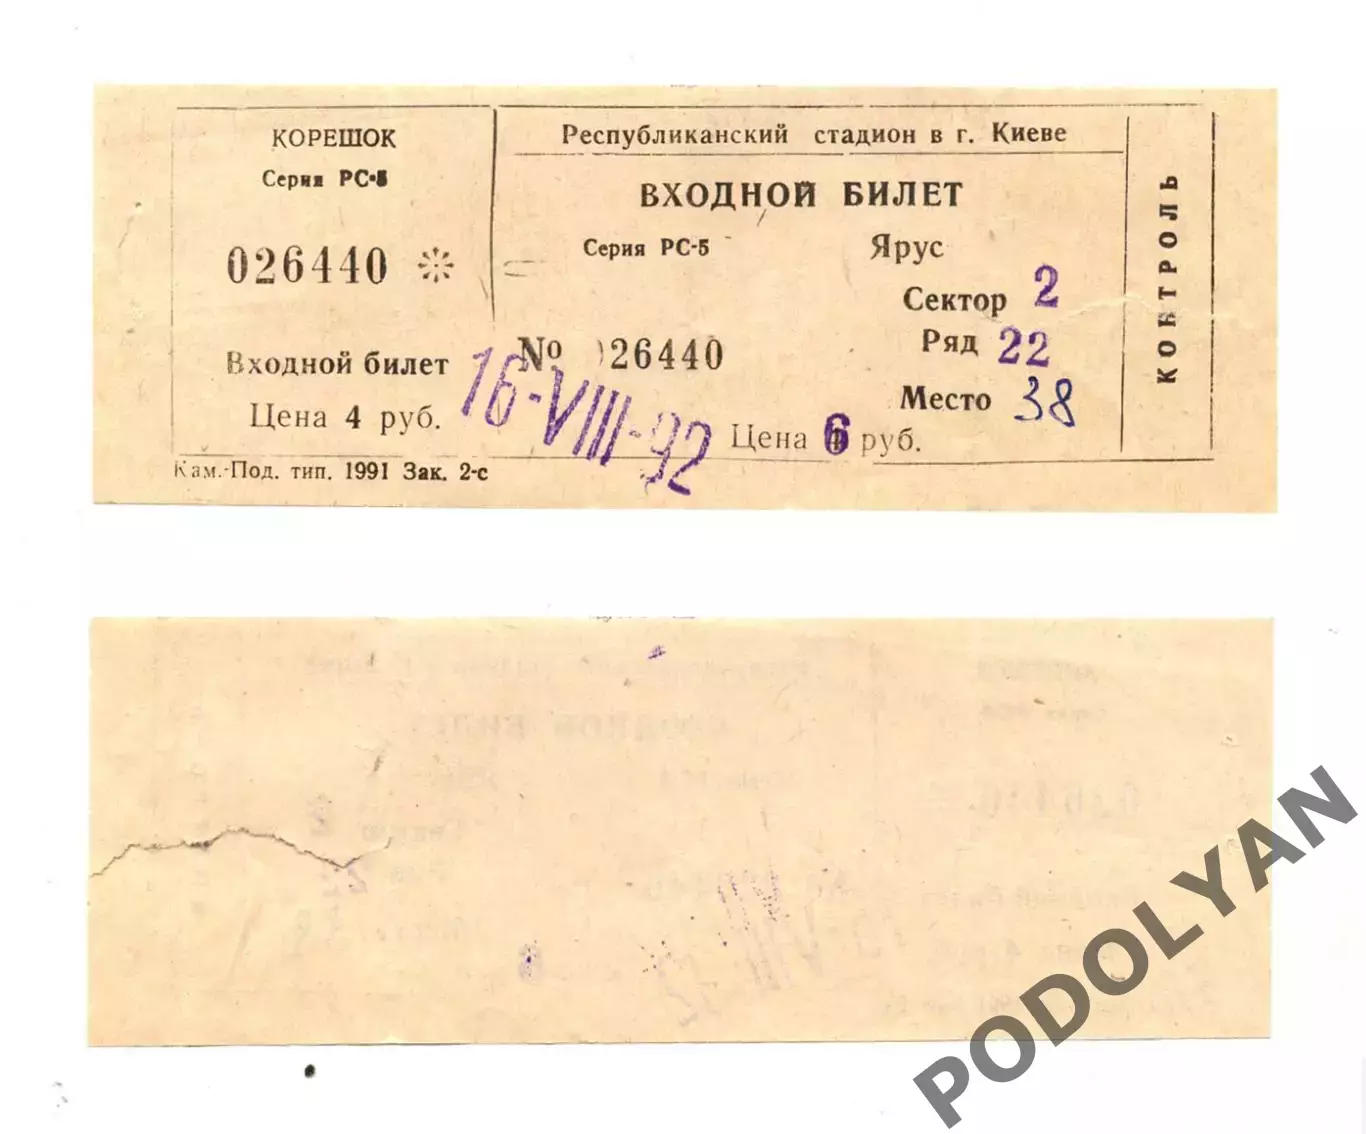 КОРЕШОК
Серия РС-5
026440 *
Входной билет
Цена 4 руб.
Кам.-Под. тип. 1991 Зак. 2-с
Республиканский стадион в г. Киеве
ВХОДНОЙ БИЛЕТ
Серия РС-5
Ярус
Сектор 2
Ряд 22
Место 38
№ 026440
16-VIII-92
Цена 6 руб.
КОНТРОЛЬ
PODOLYAN